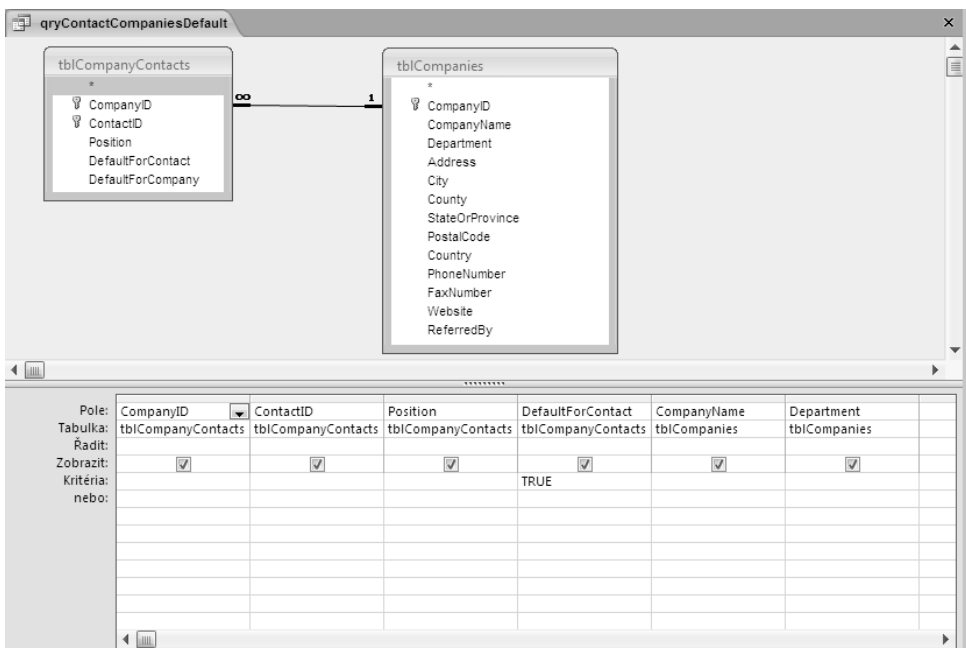 qryContactCompaniesDefault
tblCompanyContacts
*
CompanyID
ContactID
Position
DefaultForContact
DefaultForCompany
∞
1
tblCompanies
*
CompanyID
CompanyName
Department
Address
City
County
StateOrProvince
PostalCode
Country
PhoneNumber
FaxNumber
Website
ReferredBy
Pole: CompanyID ContactID Position DefaultForContact CompanyName Department
Tabulka: tblCompanyContacts tblCompanyContacts tblCompanyContacts tblCompanyContacts tblCompanies tblCompanies
Řadit:
Zobrazit:
Kritéria: TRUE
nebo: